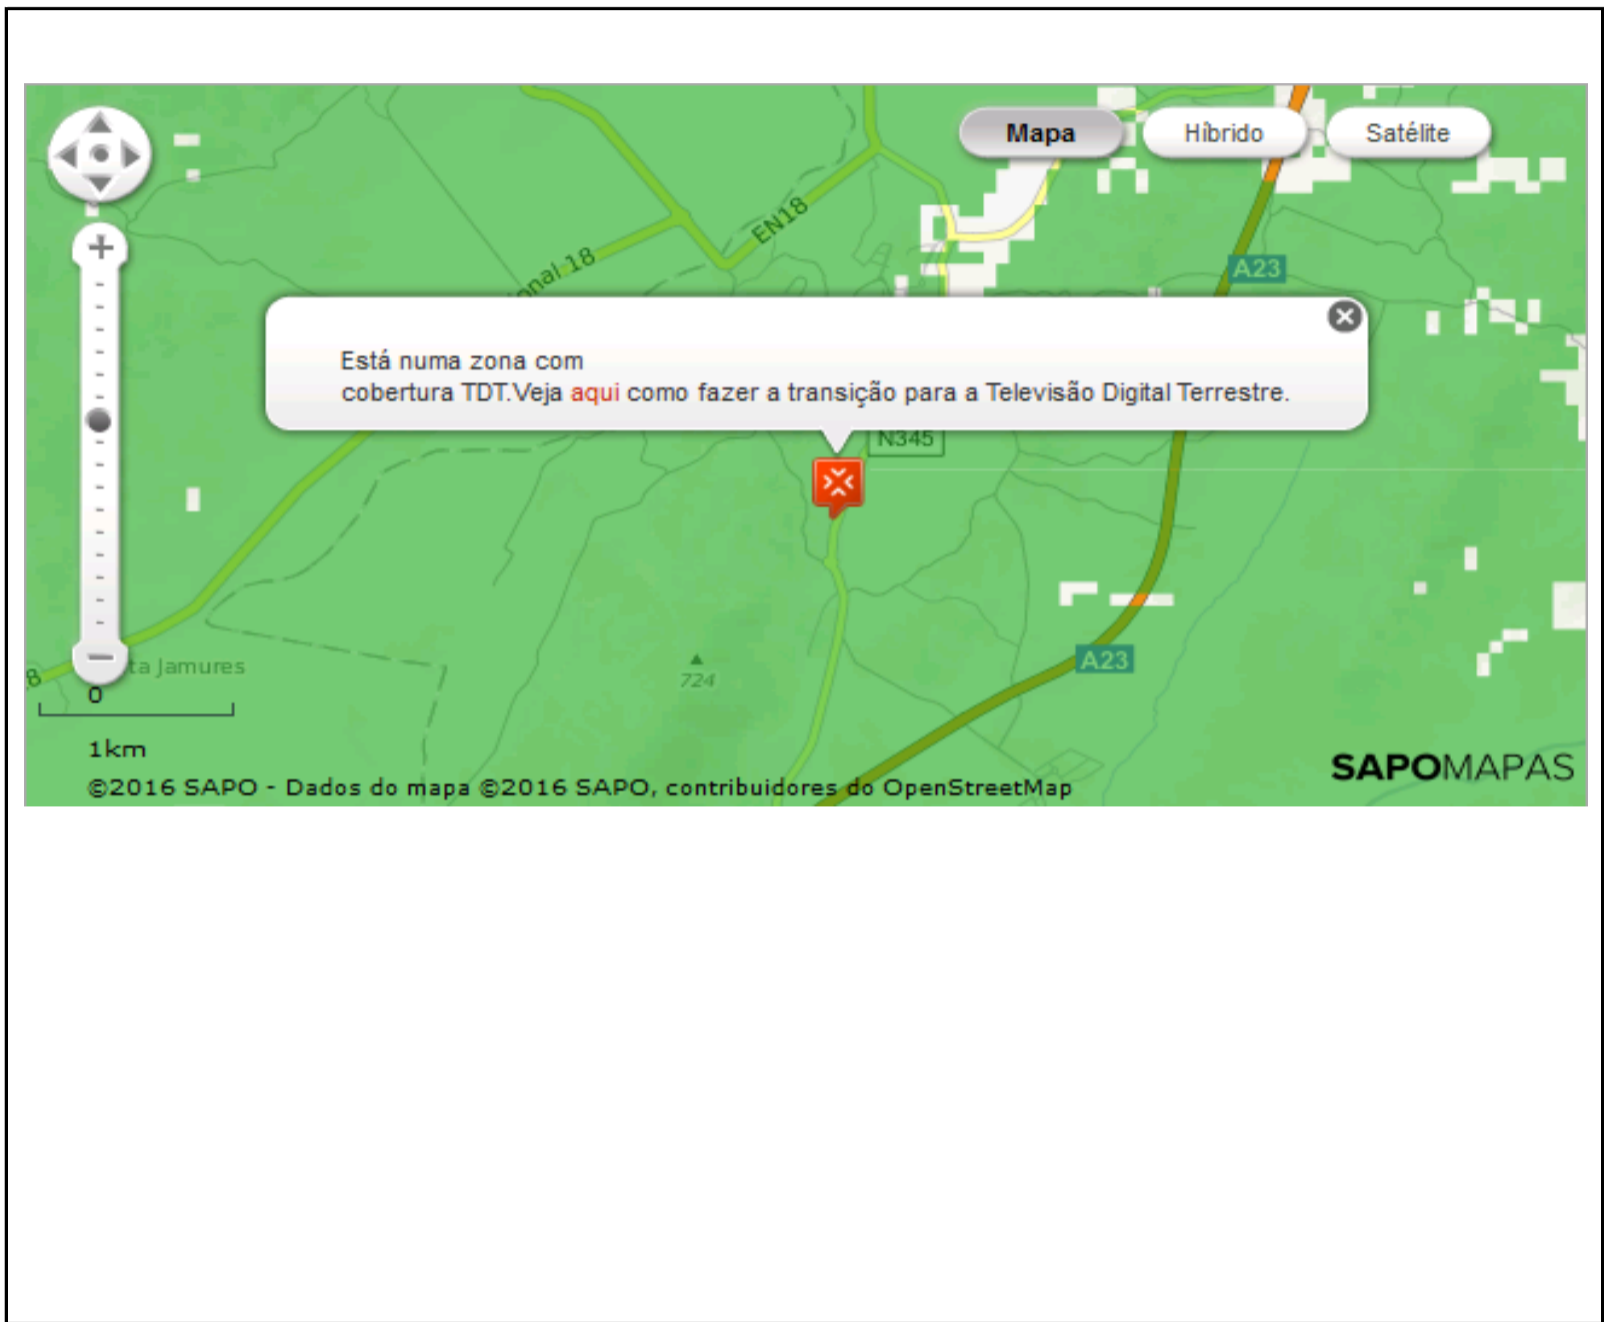 Mapa
Híbrido
Satélite
EN18
onal 18
A23
Está numa zona com
cobertura TDT.Veja aqui como fazer a transição para a Televisão Digital Terrestre.
N345
A23
8
ta Jamures
724
0
1km
SAPOMAPAS
©2016 SAPO - Dados do mapa ©2016 SAPO, contribuidores do OpenStreetMap